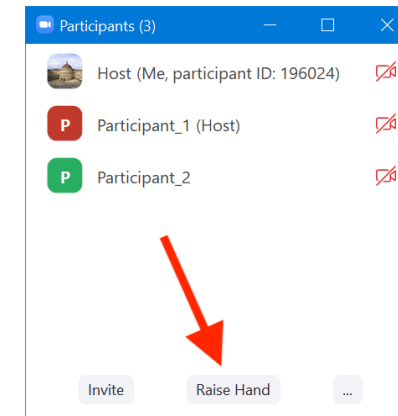 Participants (3)
Host (Me, participant ID: 196024)
P Participant_1 (Host)
P Participant_2
Invite Raise Hand ...